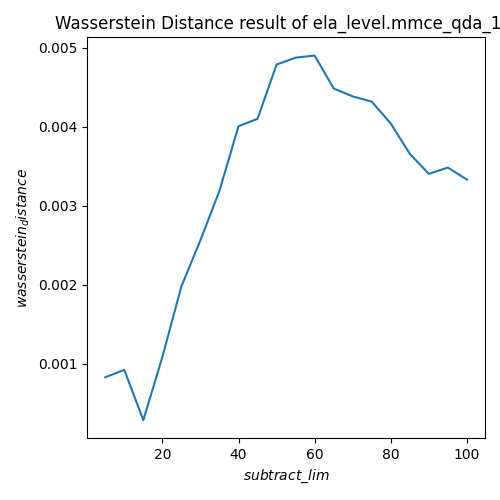 Wasserstein Distance result of ela_level.mmce_qda_1
0.005
0.004
0.003
0.002
0.001
wasserstein_distance
20 40 60 80 100
subtract_lim